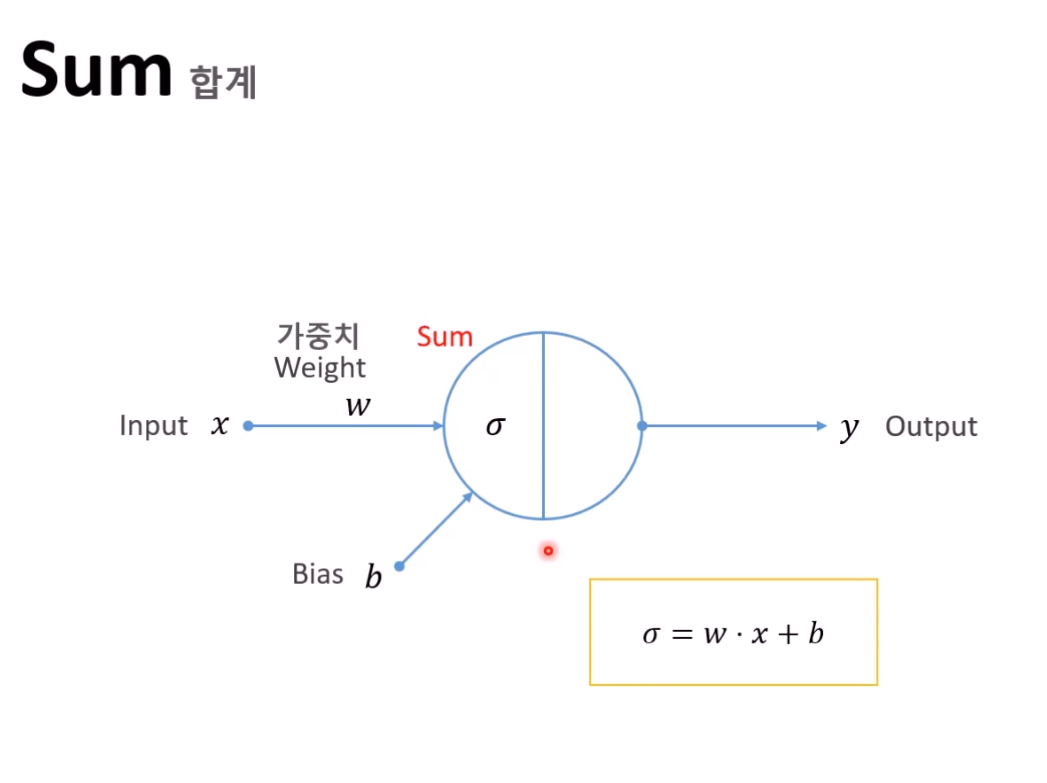 Sum 합계
가중치
Weight
Sum
w
Input x
σ
y Output
Bias b
σ = w · x + b